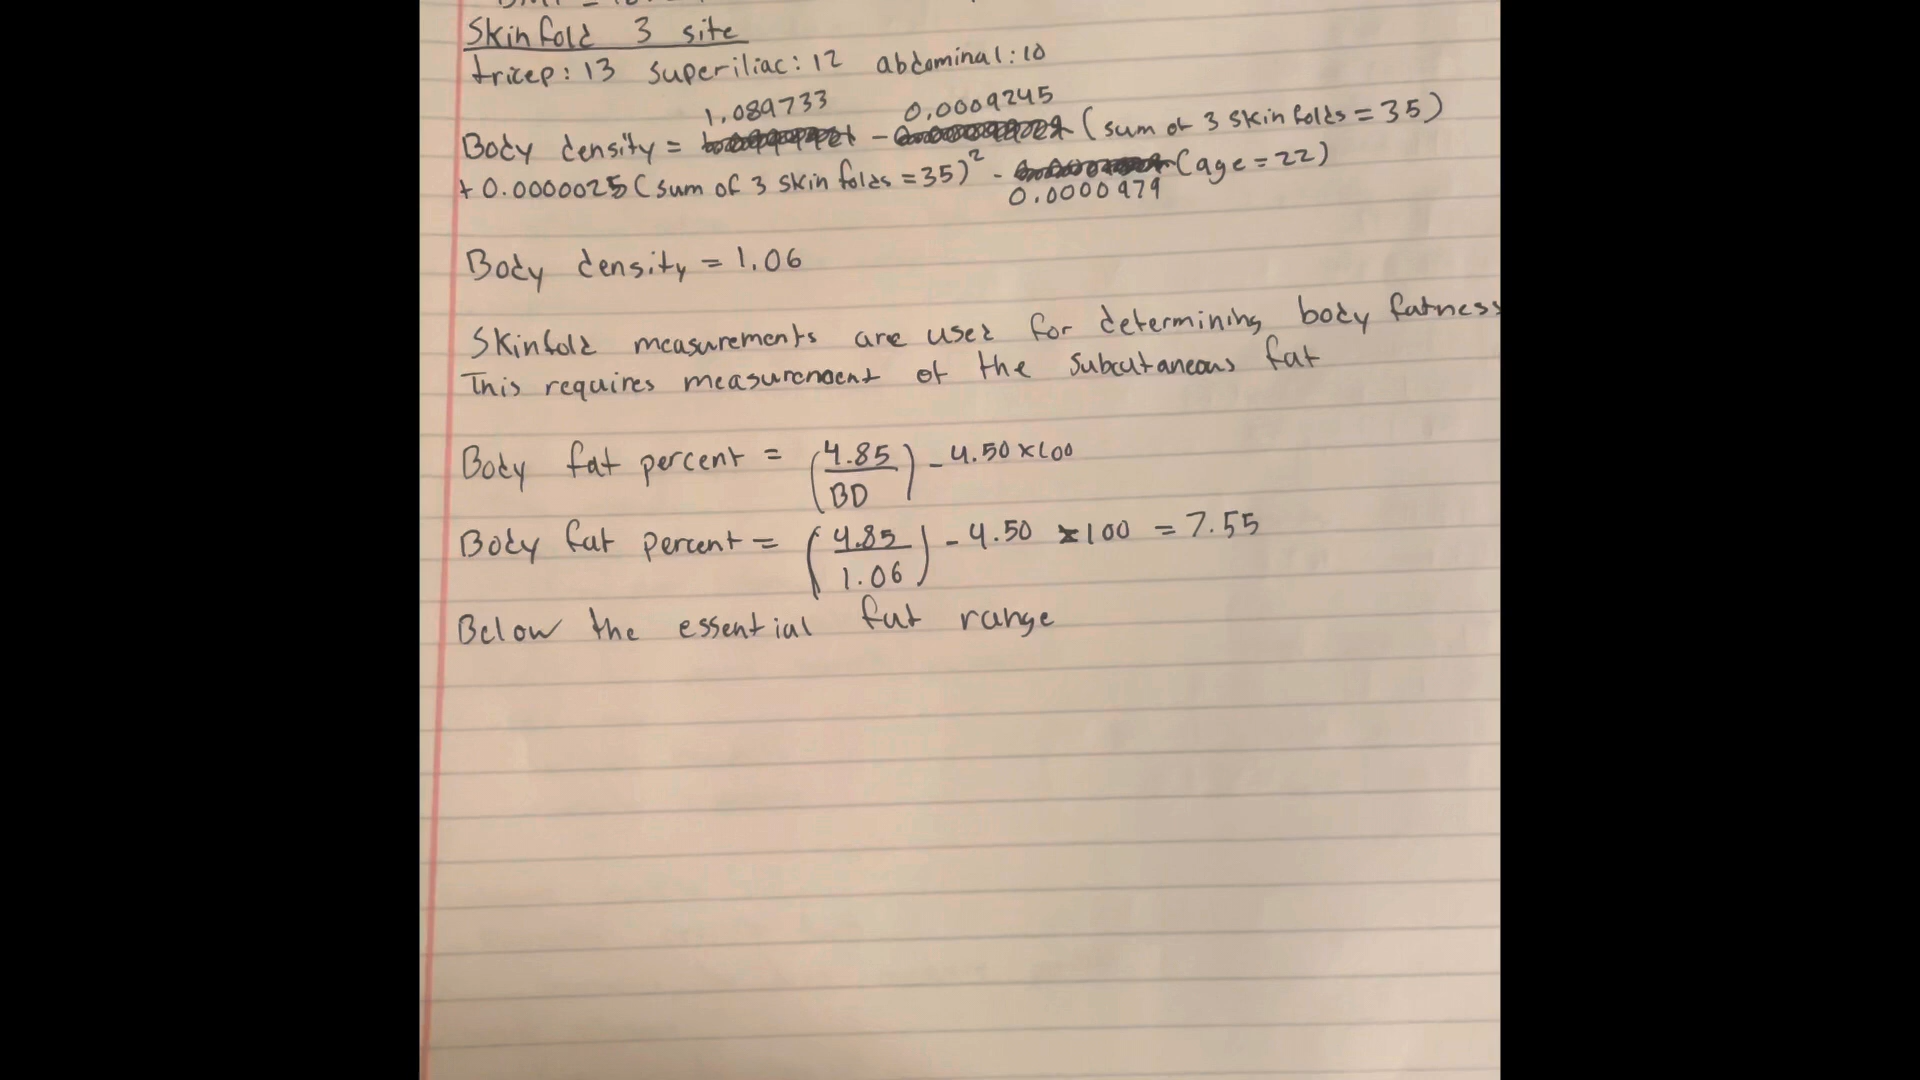 Skinfold 3 site
tricep: 13 superiliac: 12 abdominal: 10
1.089733 0.0009245
Body density = - (sum of 3 skin folds = 35)
+ 0.0000025 (sum of 3 skin folds = 35)² - (age = 22)
0.0000979
Body density = 1.06
Skinfold measurements are used for determining body fatness
This requires measurement of the subcutaneous fat
Body fat percent = (4.85/BD) - 4.50 x 100
Body fat percent = (4.85/1.06) - 4.50 x 100 = 7.55
Below the essential fat range